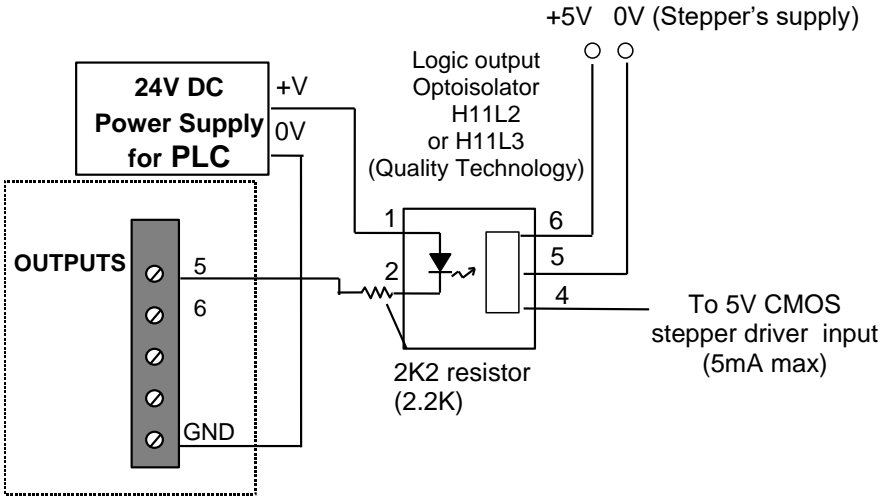 +5V 0V (Stepper's supply)
Logic output
Optoisolator
H11L2
or H11L3
(Quality Technology)
24V DC
Power Supply
for PLC
+V
0V
OUTPUTS
5
6
GND
1
2
6
5
4
2K2 resistor
(2.2K)
To 5V CMOS
stepper driver input
(5mA max)